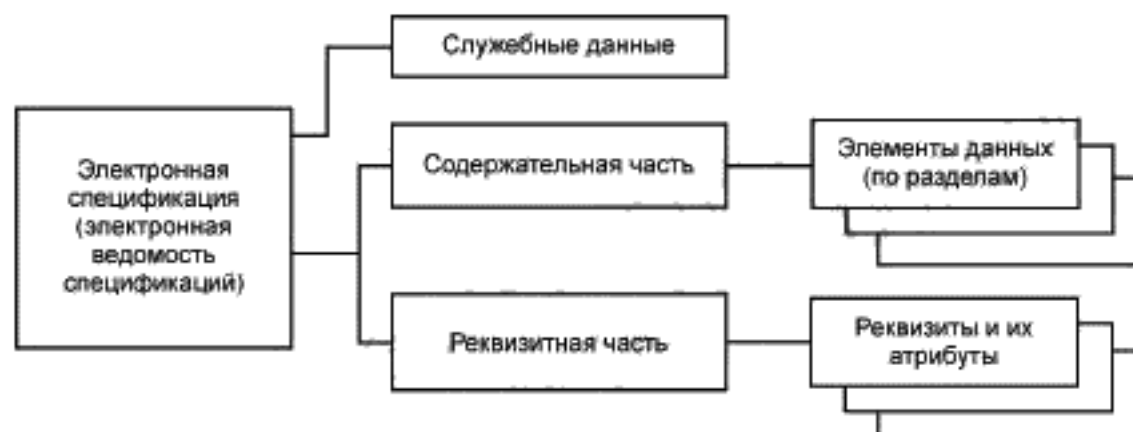 Служебные данные
Электронная
спецификация
(электронная
ведомость
спецификаций)
Содержательная часть
Элементы данных
(по разделам)
Реквизитная часть
Реквизиты и их
атрибуты